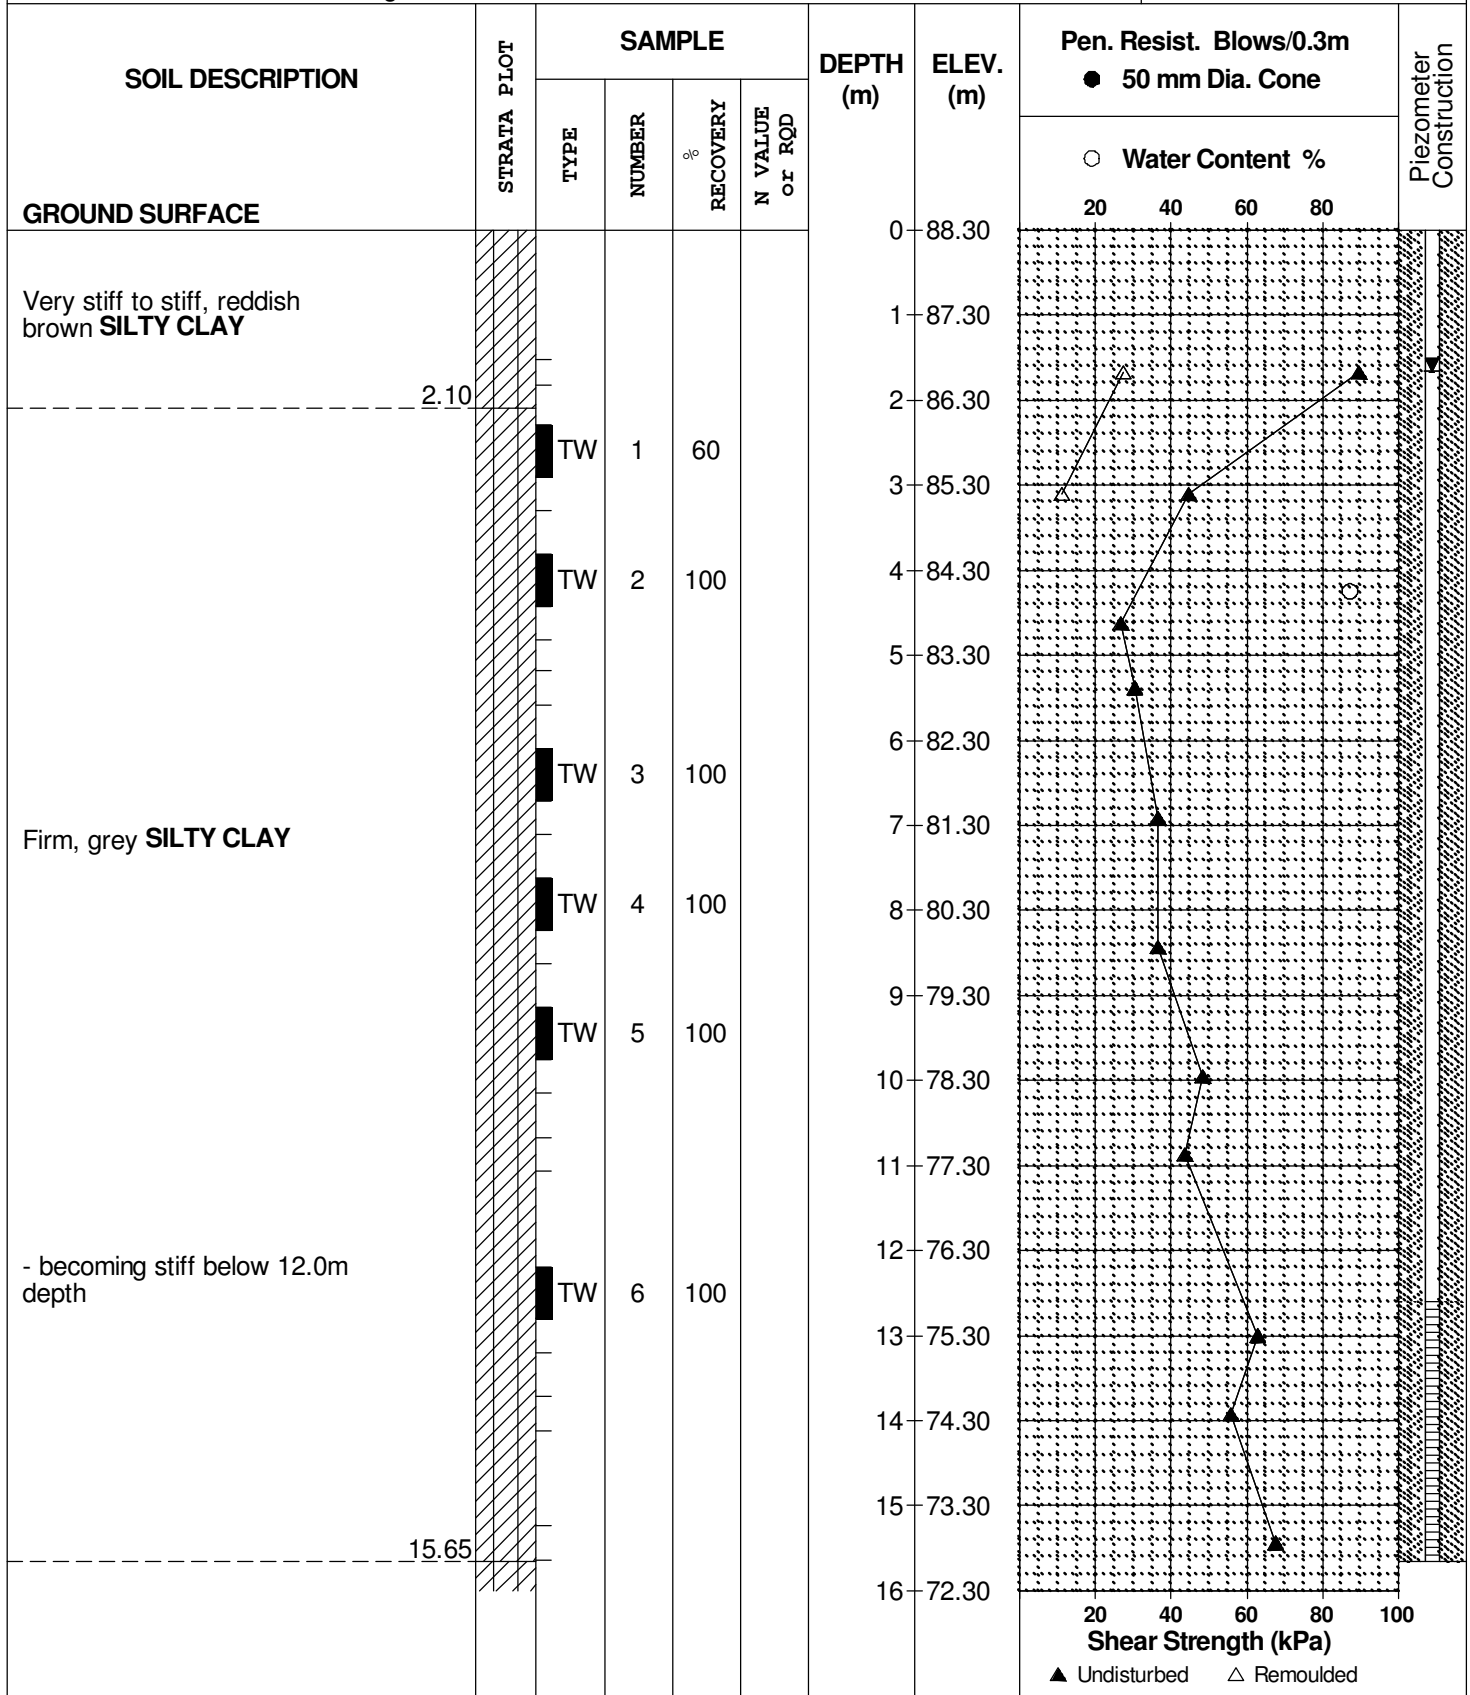 SOIL DESCRIPTION
GROUND SURFACE
STRATA PLOT
SAMPLE
TYPE
NUMBER
%
RECOVERY
N VALUE
or RQD
DEPTH
(m)
ELEV.
(m)
Pen. Resist. Blows/0.3m
● 50 mm Dia. Cone
○ Water Content %
20 40 60 80
Piezometer
Construction
0 88.30
Very stiff to stiff, reddish
brown SILTY CLAY
1 87.30
2.10
2 86.30
TW 1 60
3 85.30
TW 2 100
4 84.30
5 83.30
6 82.30
TW 3 100
Firm, grey SILTY CLAY
7 81.30
TW 4 100
8 80.30
9 79.30
TW 5 100
10 78.30
11 77.30
12 76.30
- becoming stiff below 12.0m
depth
TW 6 100
13 75.30
14 74.30
15 73.30
15.65
16 72.30
20 40 60 80 100
Shear Strength (kPa)
▲ Undisturbed △ Remoulded